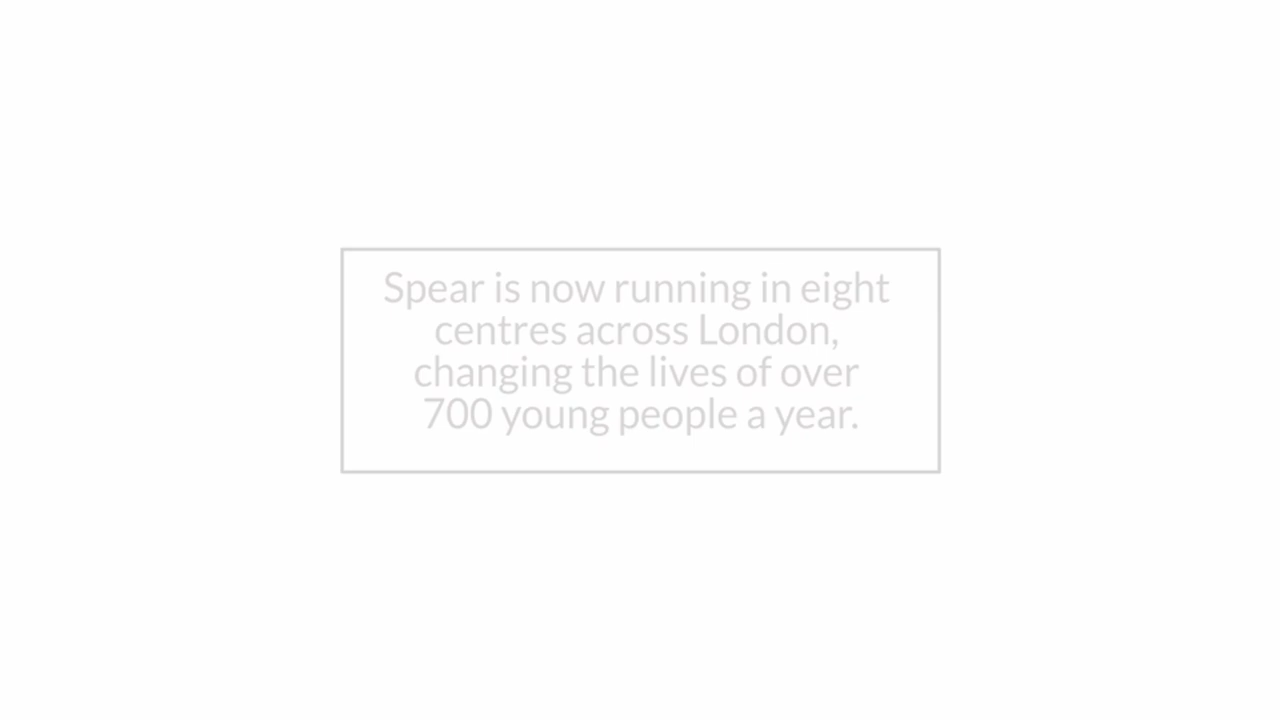 Spear is now running in eight
centres across London,
changing the lives of over
700 young people a year.